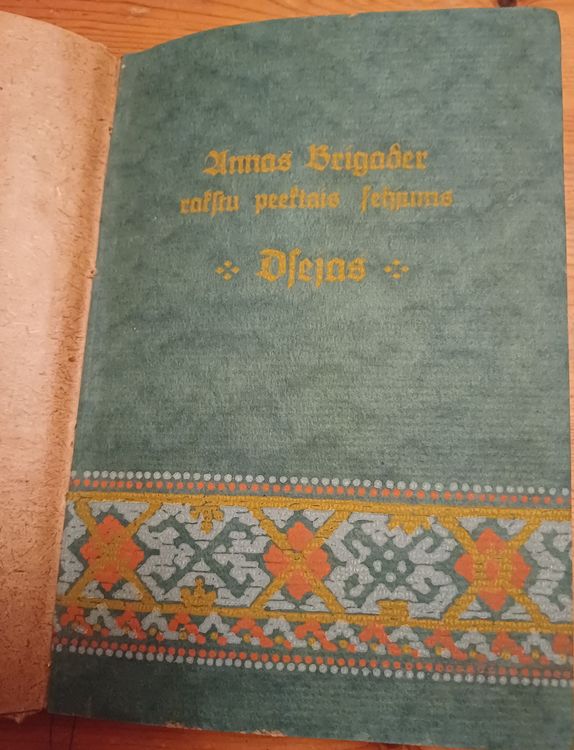 Annas Brigader
rakſtu peektais ſehjums
Dſejas